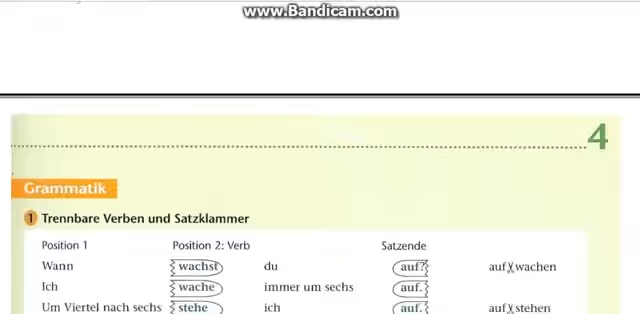 www.Bandicam.com
4
Grammatik
1 Trennbare Verben und Satzklammer
Position 1 Position 2: Verb Satzende
Wann wachst du auf? auf wachen
Ich wache immer um sechs auf.
Um Viertel nach sechs stehe ich auf. auf stehen